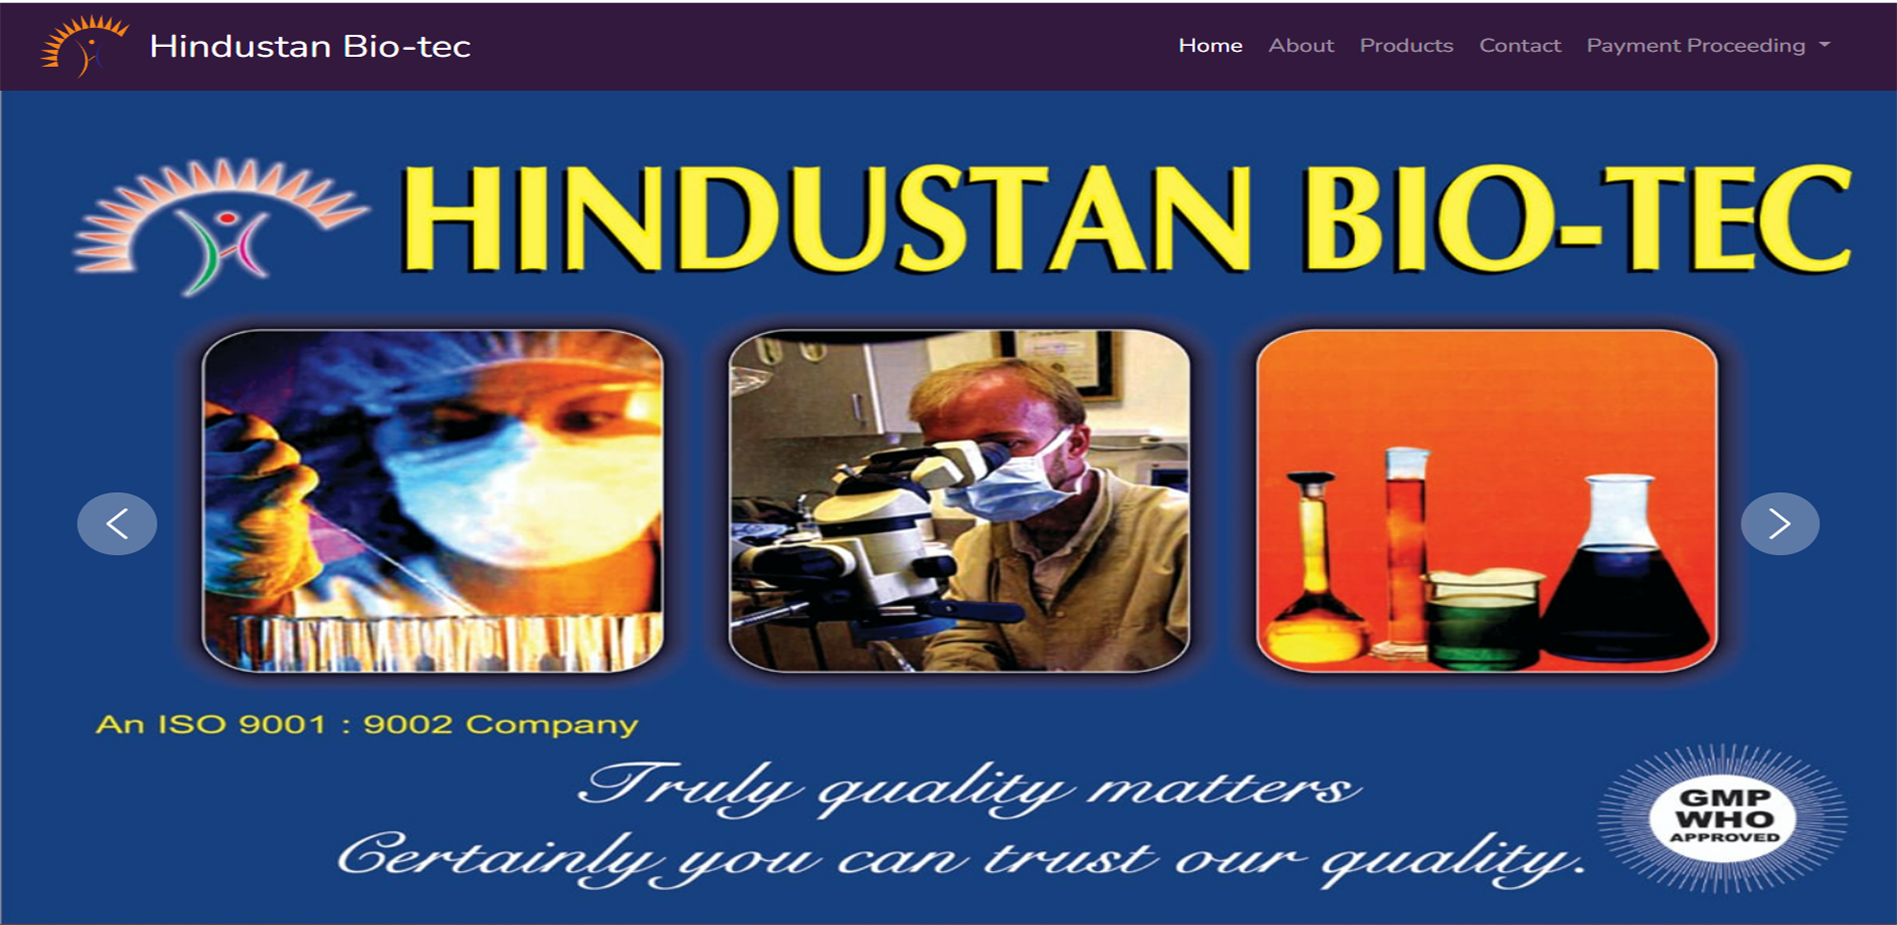 Hindustan Bio-tec
Home About Products Contact Payment Proceeding
HINDUSTAN BIO-TEC
An ISO 9001 : 9002 Company
Truly quality matters
Certainly you can trust our quality.
GMP
WHO
APPROVED